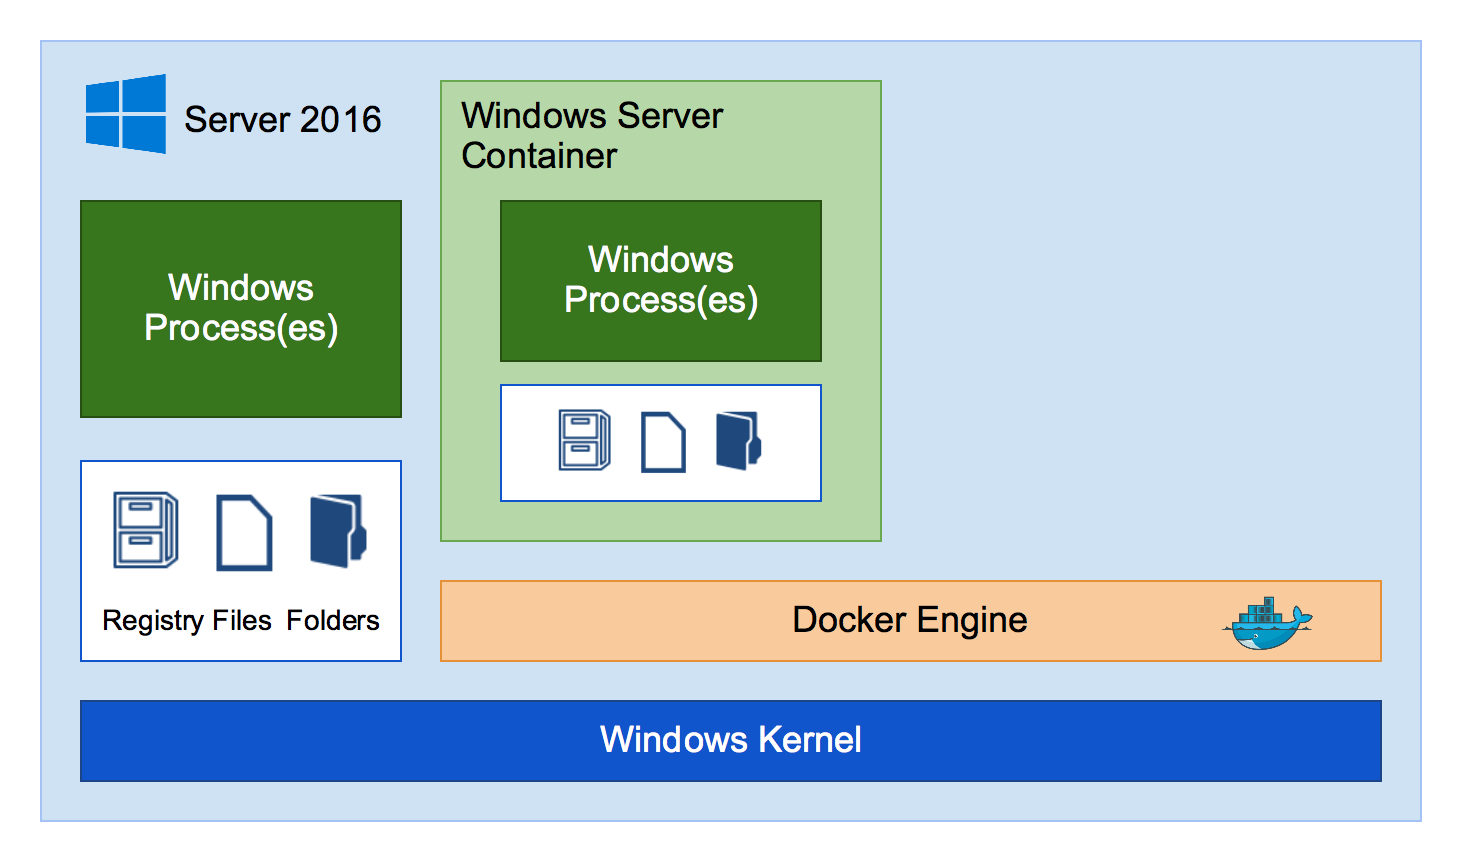 Server 2016
Windows Server
Container
Windows
Process(es)
Windows
Process(es)
Registry Files Folders
Docker Engine
Windows Kernel